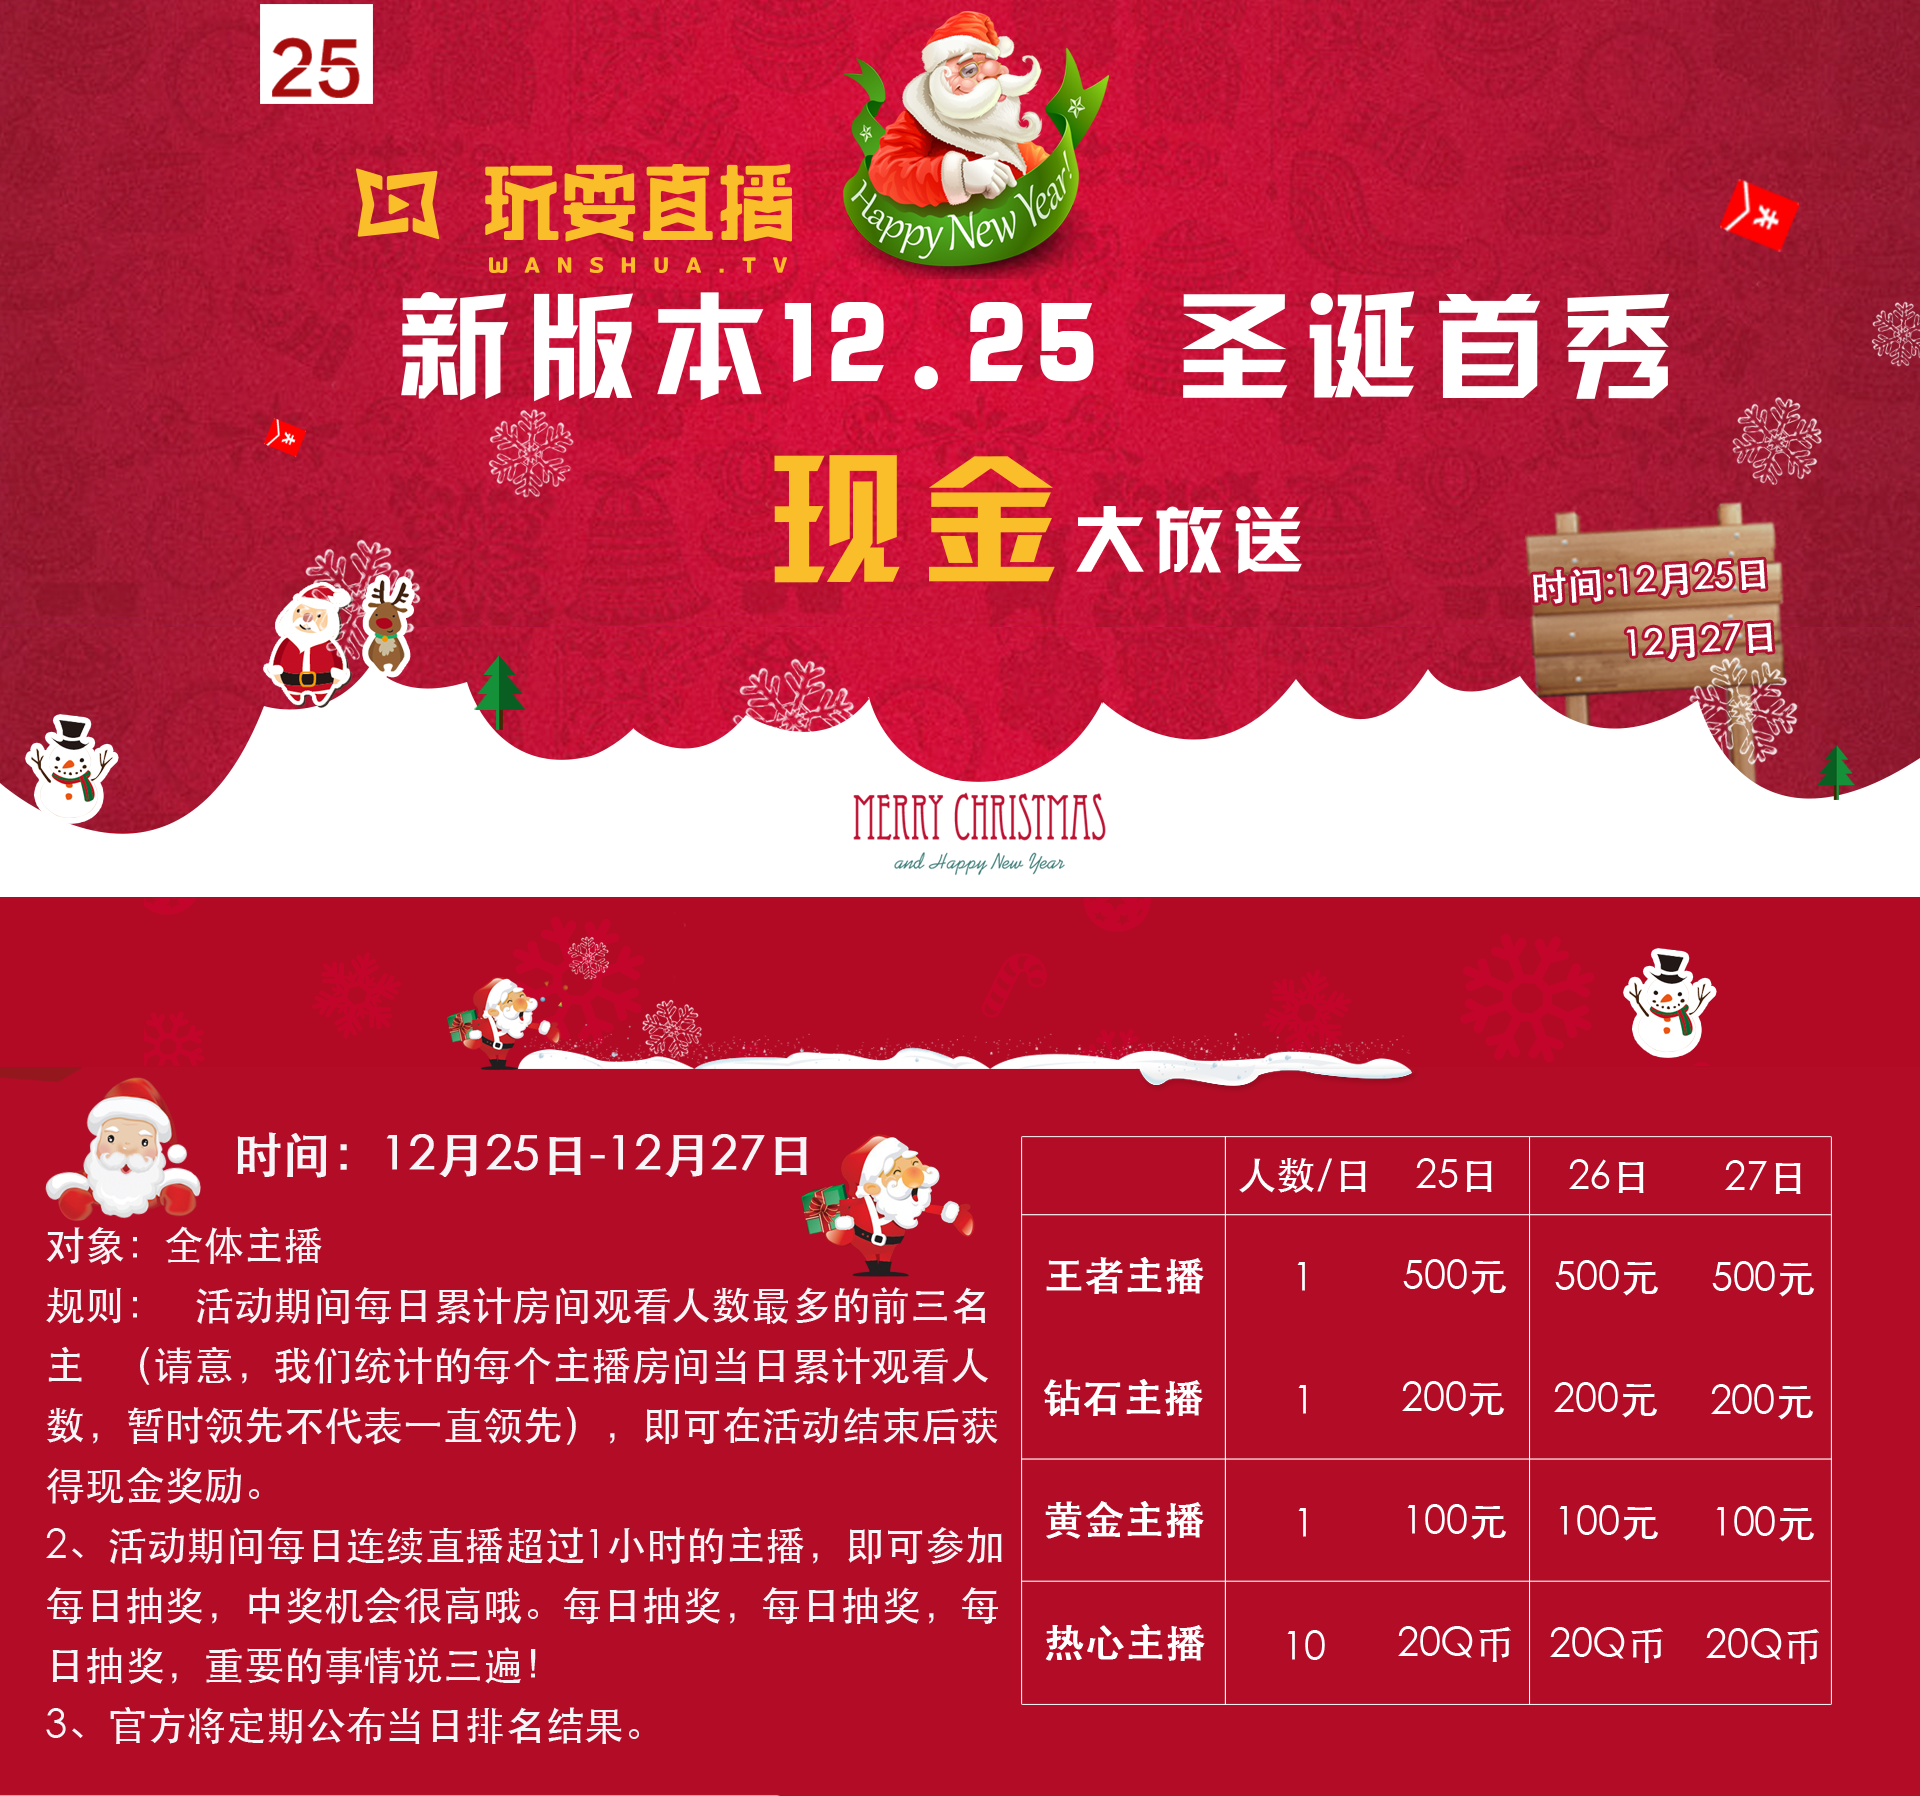 25
玩耍直播
WANSHUA.TV
Happy New Year!
新版本12.25 圣诞首秀
现金大放送
时间:12月25日
12月27日
MERRY CHRISTMAS
and Happy New Year
时间：12月25日-12月27日
对象：全体主播
规则： 活动期间每日累计房间观看人数最多的前三名
主 （请意，我们统计的每个主播房间当日累计观看人
数，暂时领先不代表一直领先），即可在活动结束后获
得现金奖励。
2、活动期间每日连续直播超过1小时的主播，即可参加
每日抽奖，中奖机会很高哦。每日抽奖，每日抽奖，每
日抽奖，重要的事情说三遍！
3、官方将定期公布当日排名结果。
人数/日 25日 26日 27日
王者主播 1 500元 500元 500元
钻石主播 1 200元 200元 200元
黄金主播 1 100元 100元 100元
热心主播 10 20Q币 20Q币 20Q币